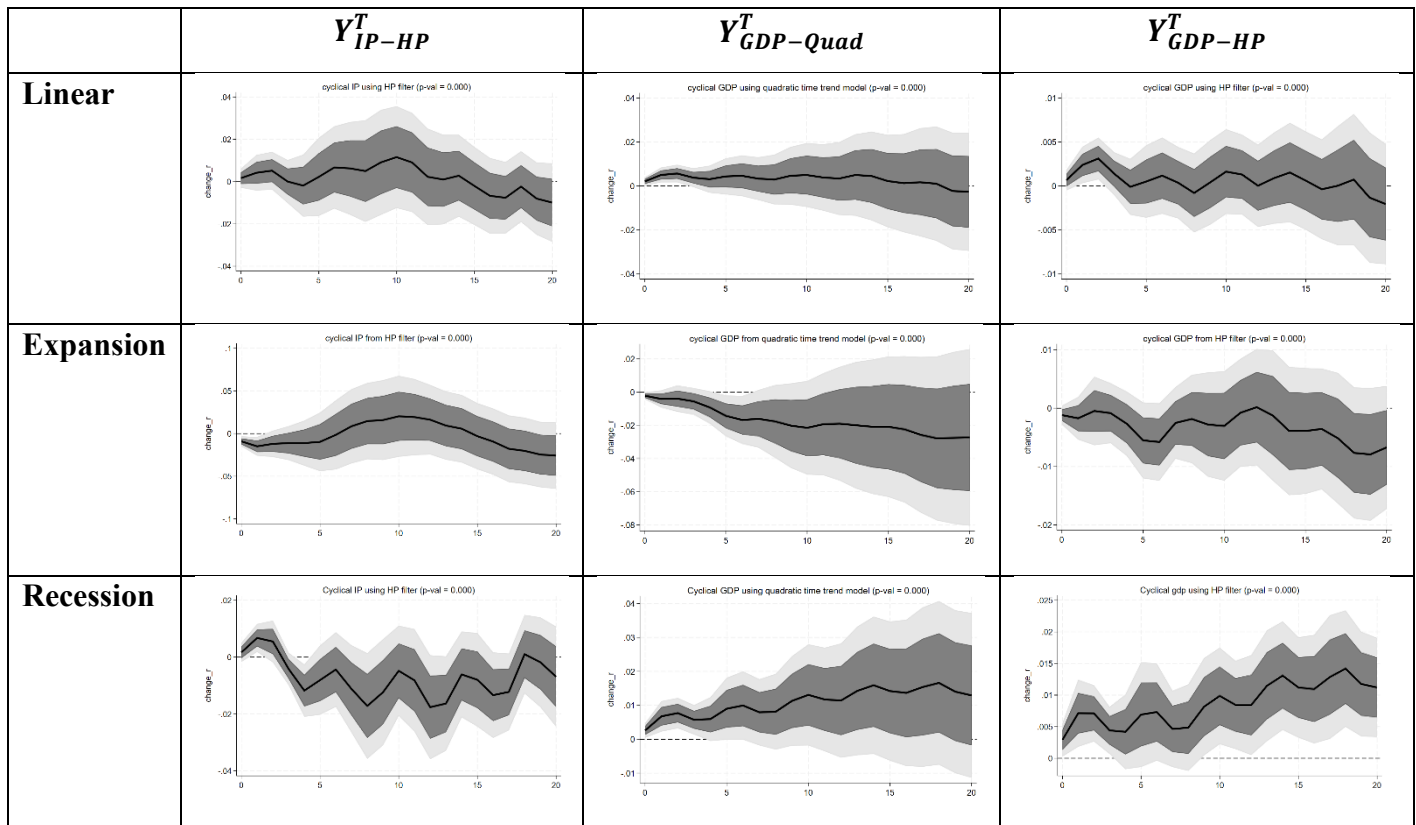 Y^T_{IP−HP} Y^T_{GDP−Quad} Y^T_{GDP−HP}
Linear
cyclical IP using HP filter (p-val = 0.000)
.04
.02
0
.02
-.04
change_r
0 5 10 15 20
cyclical GDP using quadratic time trend model (p-val = 0.000)
.04
.02
0
-.02
-.04
change_r
0 5 10 15 20
cyclical GDP using HP filter (p-val = 0.000)
.01
.005
0
-.005
-.01
change_r
0 5 10 15 20
Expansion
cyclical IP from HP filter (p-val = 0.000)
.1
.05
0
.05
-.1
change_r
0 5 10 15 20
cyclical GDP from quadratic time trend model (p-val = 0.000)
.02
0
-.02
-.04
-.06
-.08
change_r
0 5 10 15 20
cyclical GDP from HP filter (p-val = 0.000)
.01
0
-.01
-.02
change_r
0 5 10 15 20
Recession
Cyclical IP using HP filter (p-val = 0.000)
.02
0
-.02
-.04
change_r
0 5 10 15 20
Cyclical GDP using quadratic time trend model (p-val = 0.000)
.04
.03
.02
.01
0
-.01
change_r
0 5 10 15 20
Cyclical gdp using HP filter (p-val = 0.000)
.025
.02
.015
.01
.005
0
change_r
0 5 10 15 20